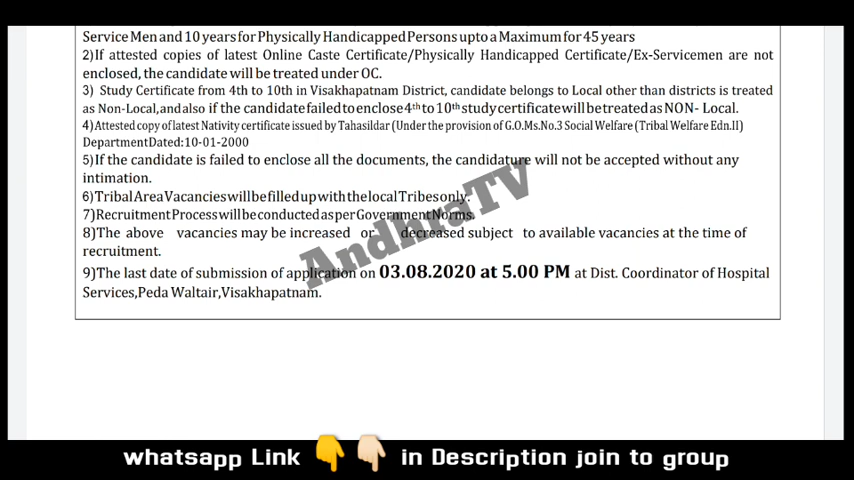 Service Men and 10 years for Physically Handicapped Persons upto a Maximum for 45 years
2)If attested copies of latest Online Caste Certificate/Physically Handicapped Certificate/Ex-Servicemen are not
enclosed, the candidate will be treated under OC.
3) Study Certificate from 4th to 10th in Visakhapatnam District, candidate belongs to Local other than districts is treated
as Non-Local, and also if the candidate failed to enclose 4th to 10th study certificate will be treated as NON- Local.
4)Attested copy of latest Nativity certificate issued by Tahasildar (Under the provision of G.O.Ms.No.3 Social Welfare (Tribal Welfare Edn.II)
Department Dated:10-01-2000
5)If the candidate is failed to enclose all the documents, the candidature will not be accepted without any
intimation.
6)Tribal Area Vacancies will be filled up with the local Tribes only.
7)Recruitment Process will be conducted as per Government Norms.
8)The above vacancies may be increased or decreased subject to available vacancies at the time of
recruitment.
9)The last date of submission of application on 03.08.2020 at 5.00 PM at Dist. Coordinator of Hospital
Services,Peda Waltair,Visakhapatnam.
AndhraTV
whatsapp Link 👇 👇🏻 in Description join to group